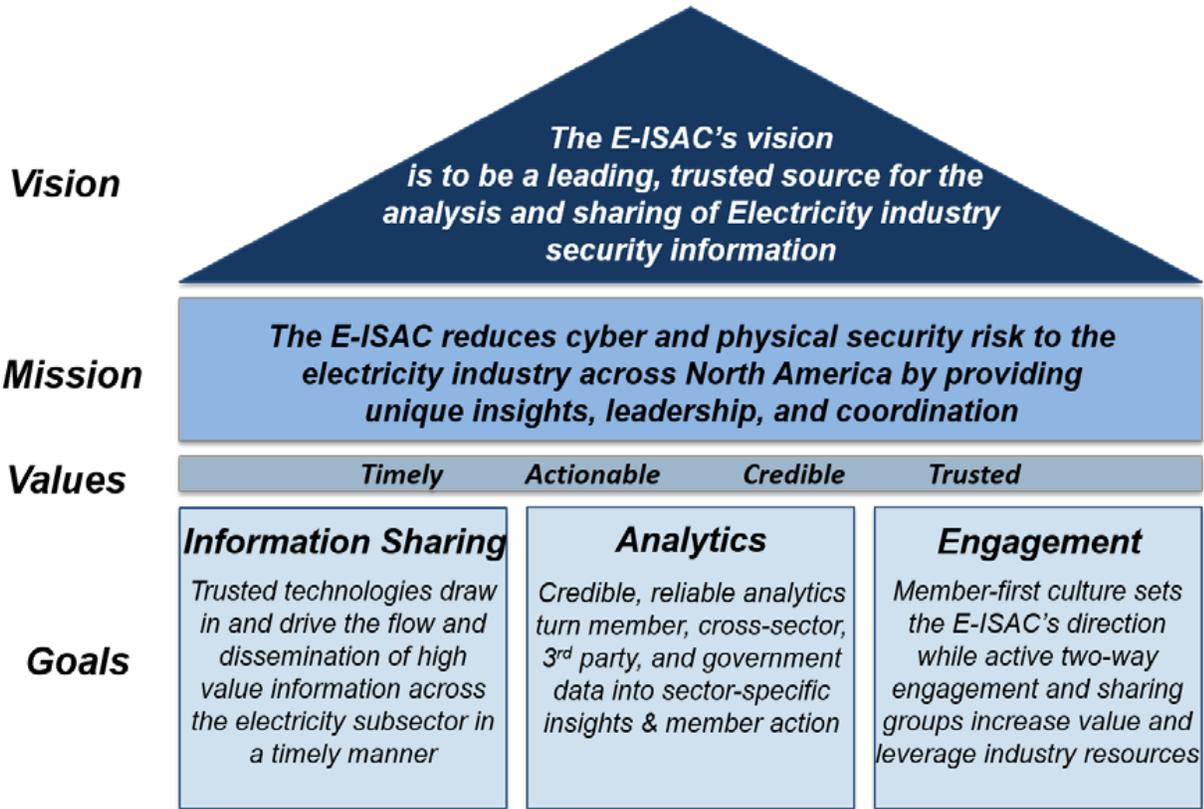 Vision
The E-ISAC’s vision
is to be a leading, trusted source for the
analysis and sharing of Electricity industry
security information
Mission
The E-ISAC reduces cyber and physical security risk to the
electricity industry across North America by providing
unique insights, leadership, and coordination
Values
Timely Actionable Credible Trusted
Goals
Information Sharing
Trusted technologies draw
in and drive the flow and
dissemination of high
value information across
the electricity subsector in
a timely manner
Analytics
Credible, reliable analytics
turn member, cross-sector,
3rd party, and government
data into sector-specific
insights & member action
Engagement
Member-first culture sets
the E-ISAC’s direction
while active two-way
engagement and sharing
groups increase value and
leverage industry resources